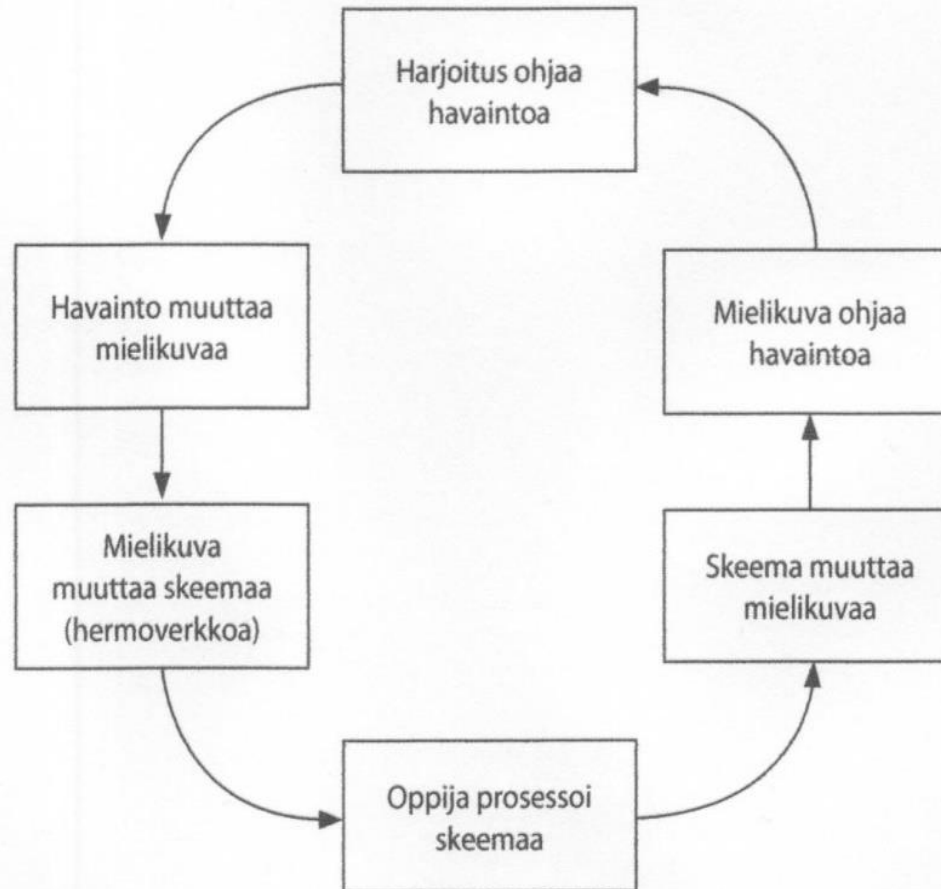 Harjoitus ohjaa
havaintoa
Havainto muuttaa
mielikuvaa
Mielikuva
muuttaa skeemaa
(hermoverkkoa)
Oppija prosessoi
skeemaa
Skeema muuttaa
mielikuvaa
Mielikuva ohjaa
havaintoa